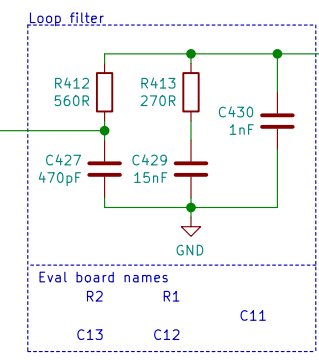 Loop filter
R412 R413
560R 270R
C430
1nF
C427 C429
470pF 15nF
GND
Eval board names
R2 R1
C11
C13 C12